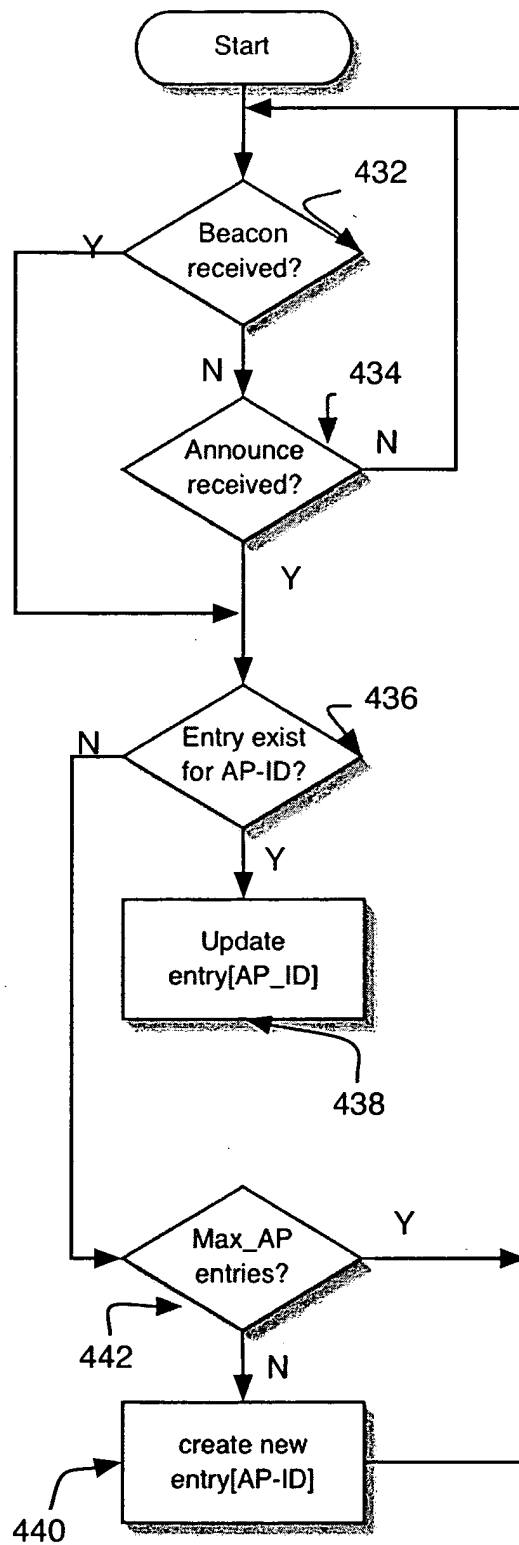 Start
432
Y
Beacon
received?
N
434
Announce
received?
N
Y
436
N
Entry exist
for AP-ID?
Y
Update
entry[AP_ID]
438
Max_AP
entries?
Y
442
N
create new
entry[AP-ID]
440